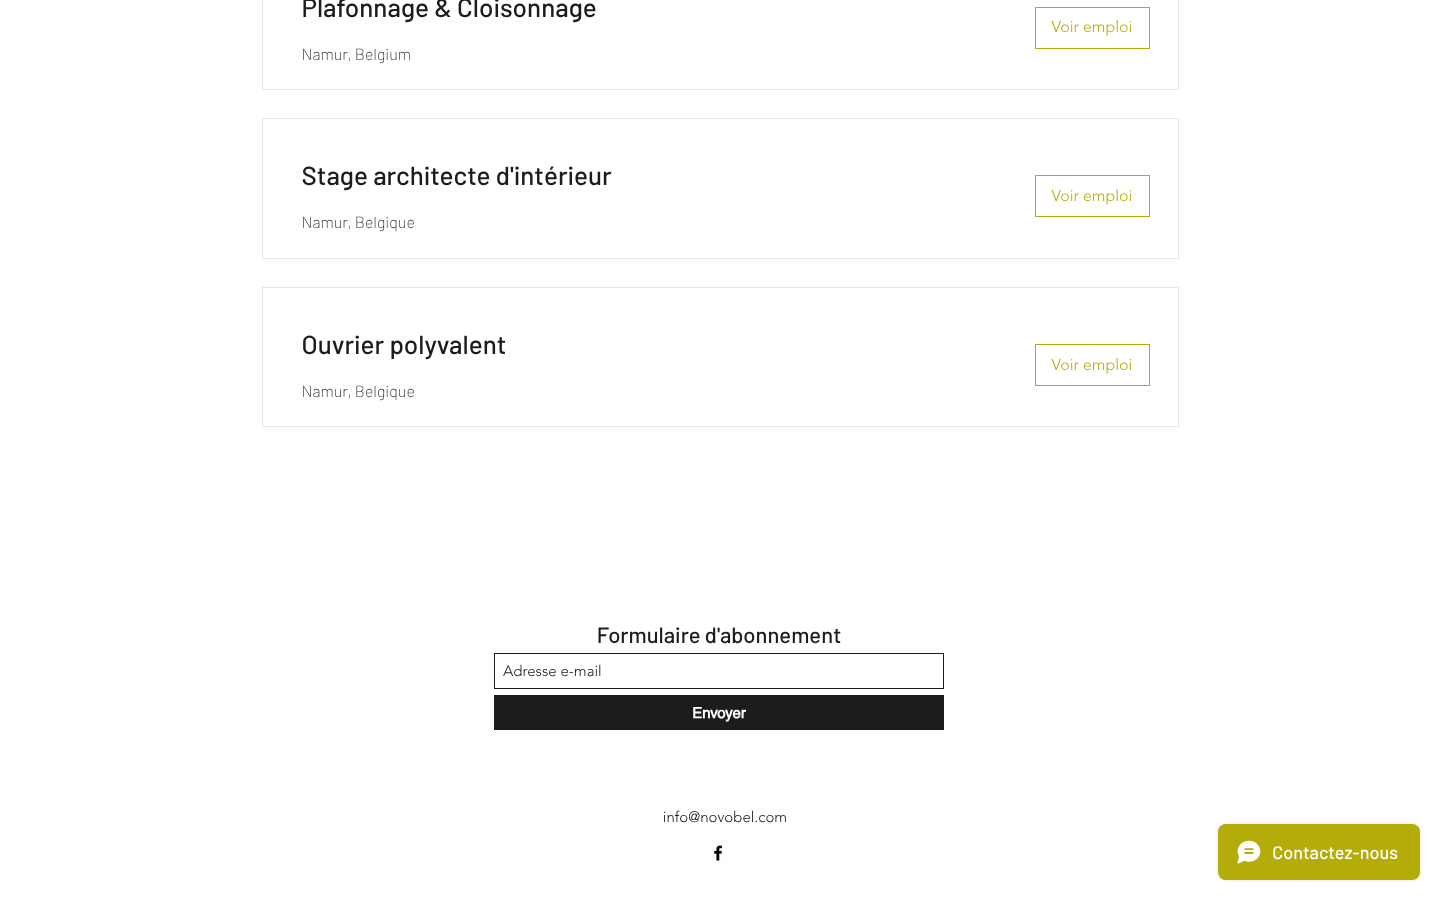 Plafonnage & Cloisonnage
Voir emploi
Namur, Belgium
Stage architecte d'intérieur
Voir emploi
Namur, Belgique
Ouvrier polyvalent
Voir emploi
Namur, Belgique
Formulaire d'abonnement
Adresse e-mail
Envoyer
info@novobel.com
Contactez-nous